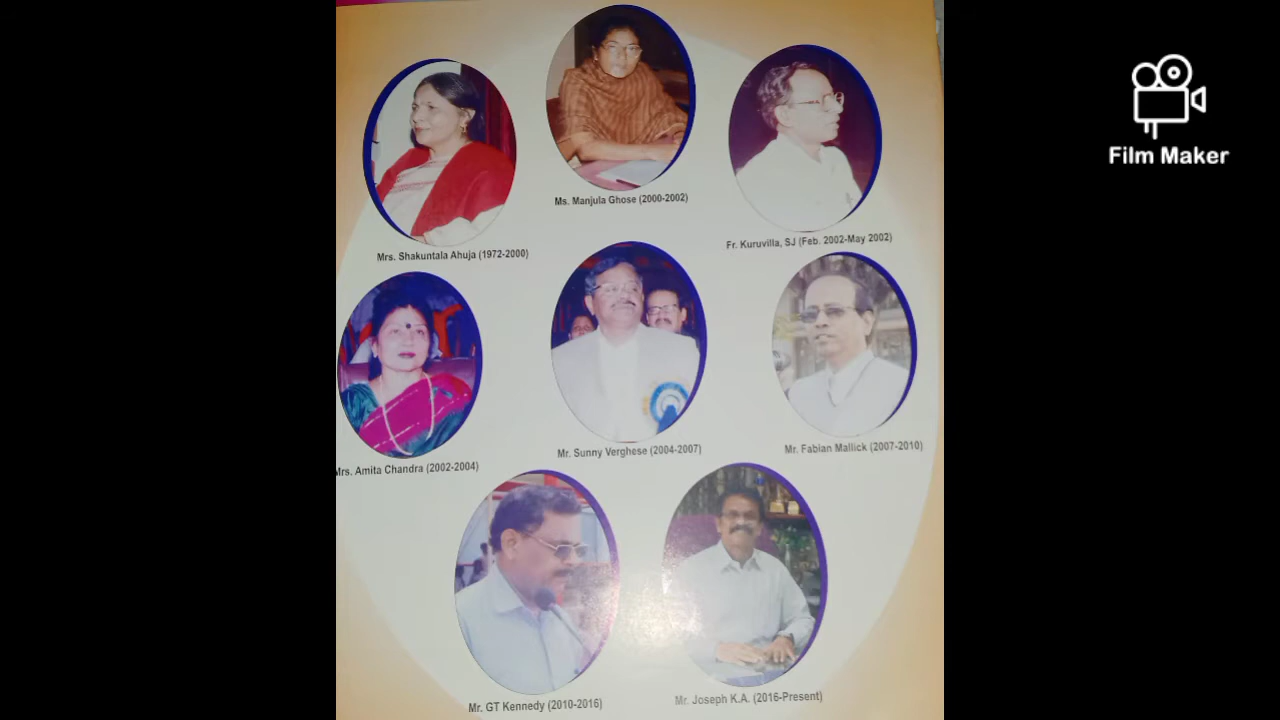 Film Maker
Ms. Manjula Ghose (2000-2002)
Mrs. Shakuntala Ahuja (1972-2000)
Fr. Kuruvilla, SJ (Feb. 2002-May 2002)
Mrs. Amita Chandra (2002-2004)
Mr. Sunny Verghese (2004-2007)
Mr. Fabian Mallick (2007-2010)
Mr. GT Kennedy (2010-2016)
Mr. Joseph K.A. (2016-Present)